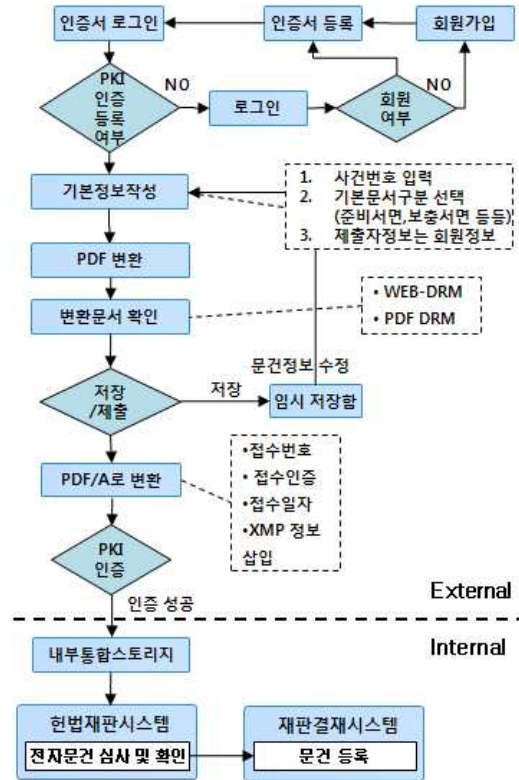 인증서 로그인
인증서 등록
회원가입
PKI
인증
등록
여부
NO
로그인
회원
여부
NO
기본정보작성
1. 사건번호 입력
2. 기본문서구분 선택
(준비서면,보충서면 등등)
3. 제출자정보는 회원정보
PDF 변환
변환문서 확인
• WEB-DRM
• PDF DRM
문건정보 수정
저장
/제출
저장
임시 저장함
PDF/A로 변환
•접수번호
• 접수인증
•접수일자
•XMP 정보
삽입
PKI
인증
인증 성공
External
Internal
내부통합스토리지
헌법재판시스템
전자문건 심사 및 확인
재판결재시스템
문건 등록